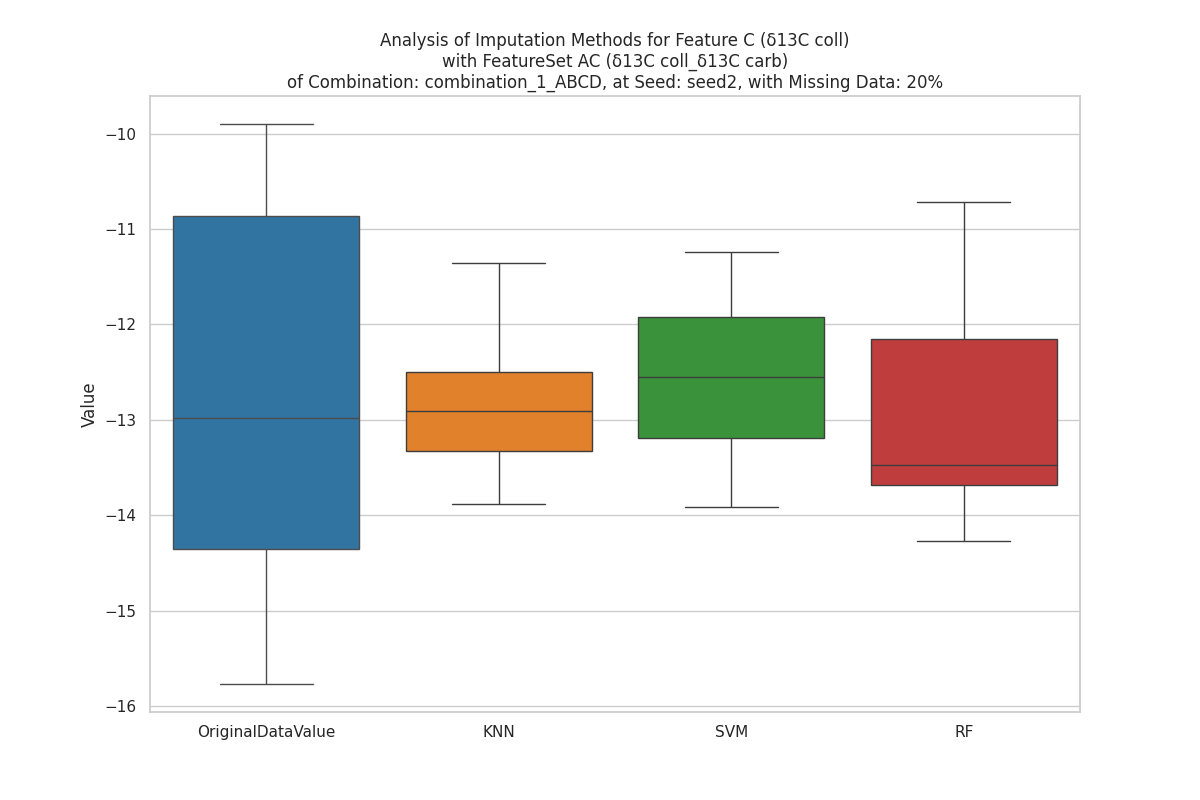 Analysis of Imputation Methods for Feature C (δ13C coll)
with FeatureSet AC (δ13C coll_δ13C carb)
of Combination: combination_1_ABCD, at Seed: seed2, with Missing Data: 20%
Value
−10
−11
−12
−13
−14
−15
−16
OriginalDataValue
KNN
SVM
RF